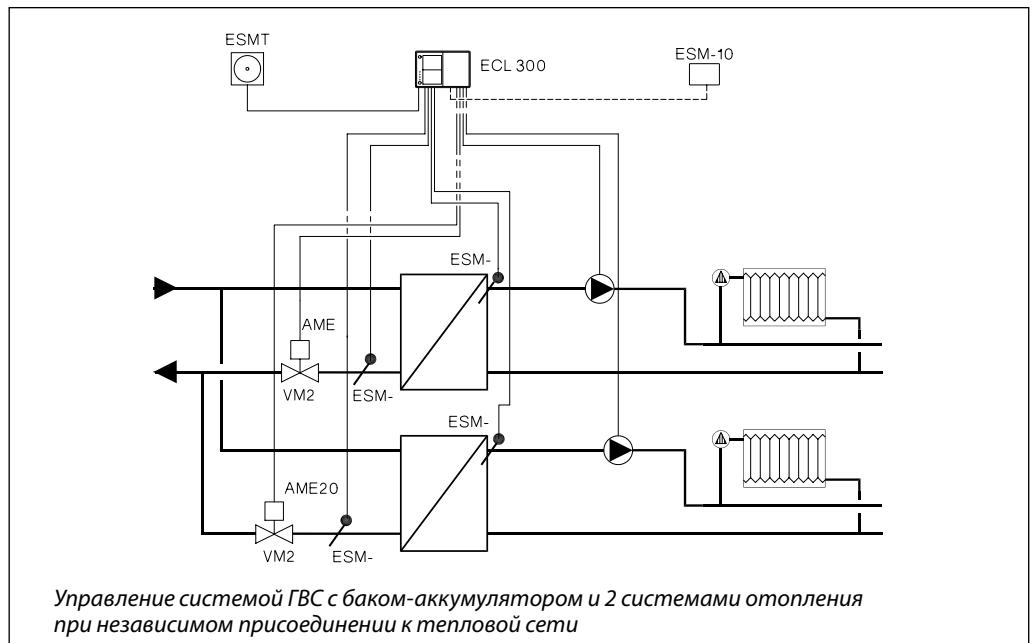 ESMT
ECL 300
ESM-10
ESM-
AME
VM2
ESM-
ESM-
AME20
VM2
ESM-
Управление системой ГВС с баком-аккумулятором и 2 системами отопления
при независимом присоединении к тепловой сети